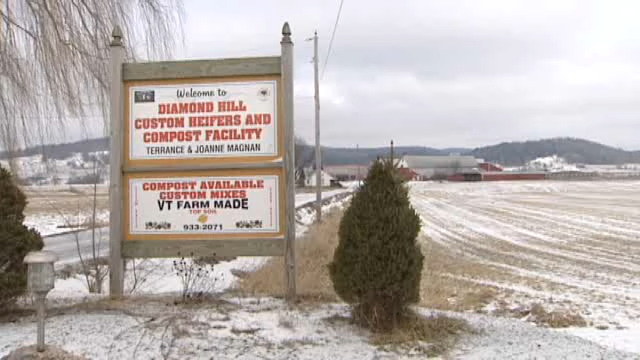 Welcome to
DIAMOND HILL
CUSTOM HEIFERS AND
COMPOST FACILITY
TERRANCE & JOANNE MAGNAN
COMPOST AVAILABLE
CUSTOM MIXES
VT FARM MADE
TOP SOIL
933-2071